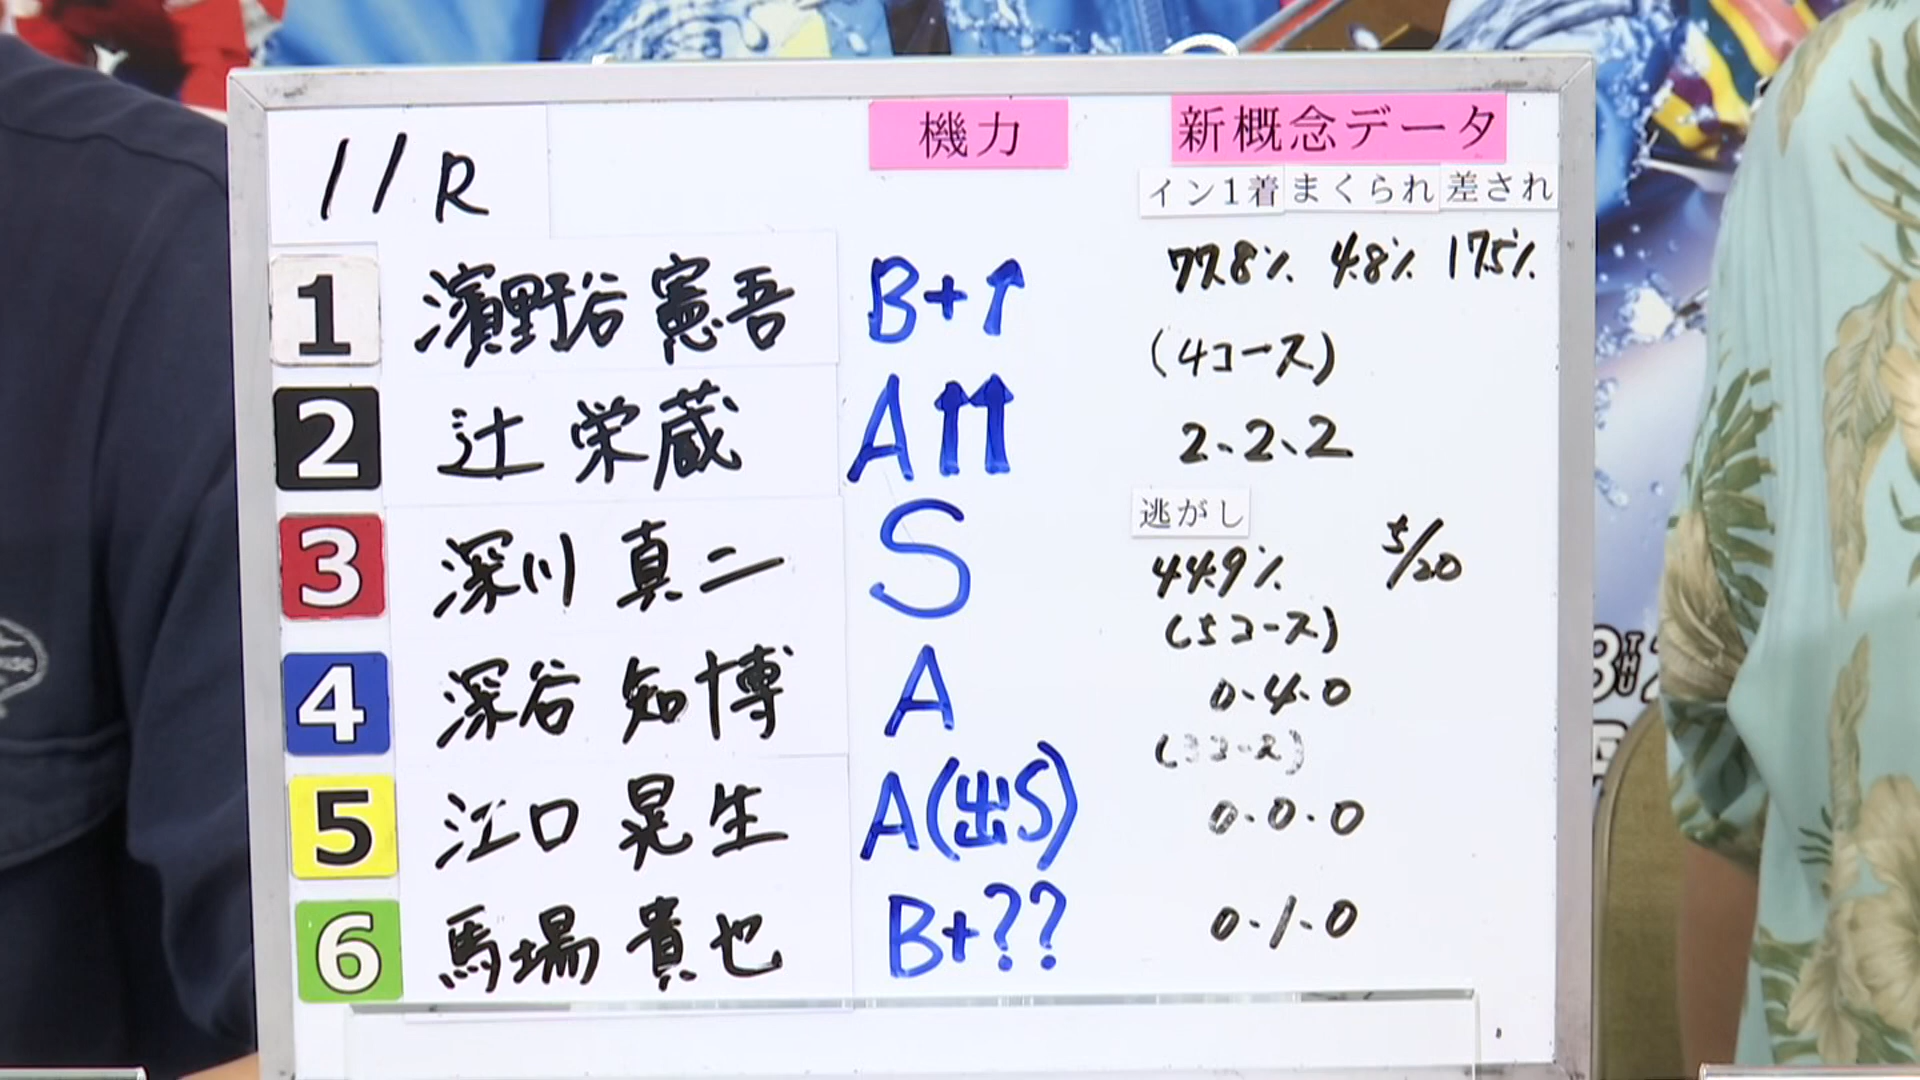 11R
機力
新概念データ
イン1着 まくられ 差され
1 濱野谷 憲吾 B+↑ 77.8% 4.8% 17.5%
(4コース)
2 辻 栄蔵 A⇈ 2.2.2
逃がし
3 深川 真二 S 44.9% 5/20
(5コース)
4 深谷 知博 A 0.4.0
(3コース)
5 江口 晃生 A(出S) 0.0.0
6 馬場 貴也 B+?? 0.1.0